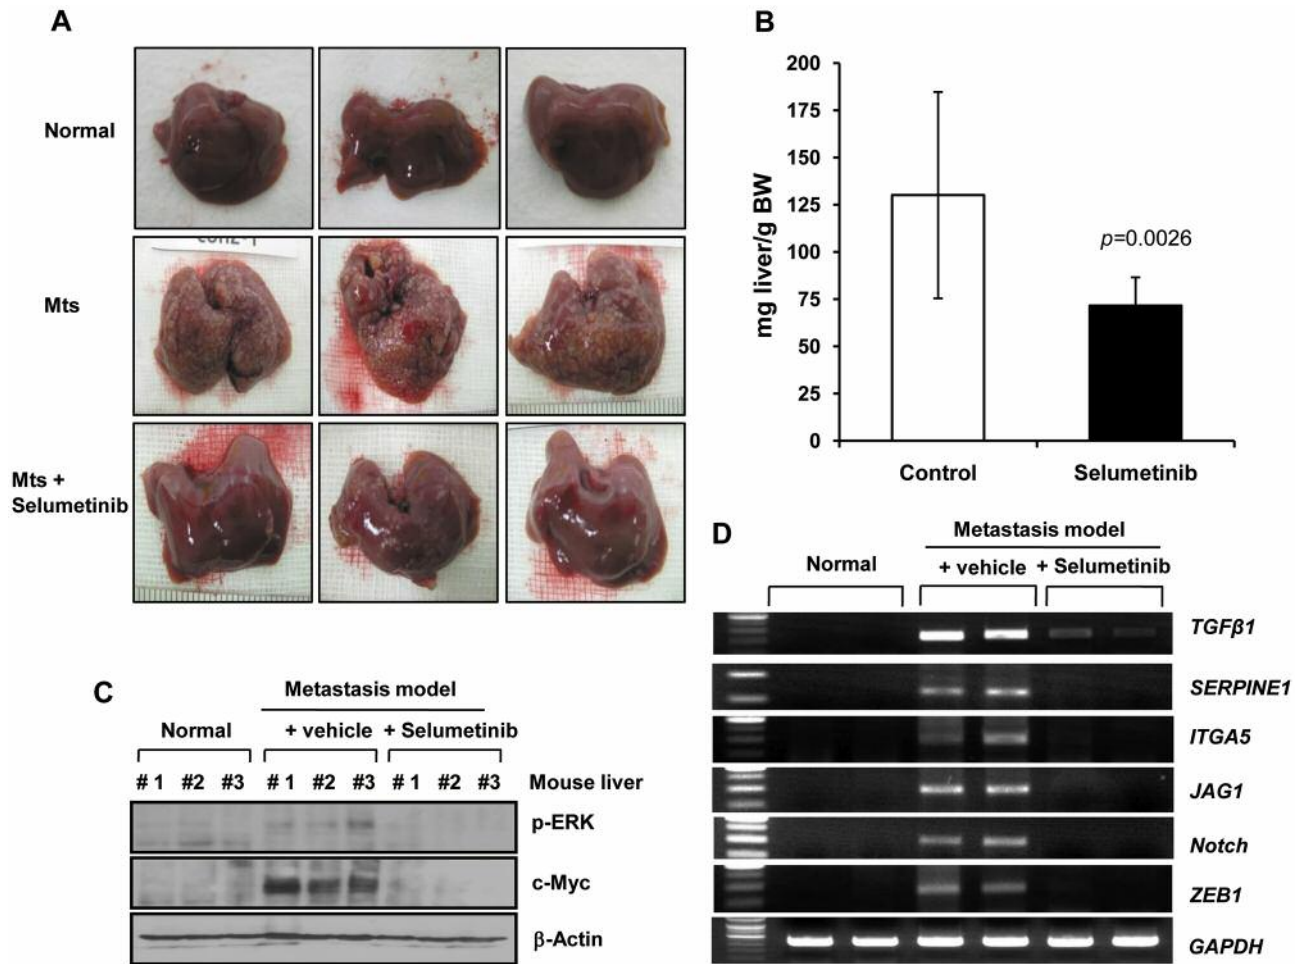 A
Normal
Mts
Mts +
Selumetinib
B
200
175
150
125
100
75
50
25
0
mg liver/g BW
p=0.0026
Control
Selumetinib
C
Metastasis model
Normal
+ vehicle
+ Selumetinib
# 1 #2 #3 # 1 #2 #3 #1 #2 #3 Mouse liver
p-ERK
c-Myc
β-Actin
D
Metastasis model
Normal
+ vehicle + Selumetinib
TGFβ1
SERPINE1
ITGA5
JAG1
Notch
ZEB1
GAPDH